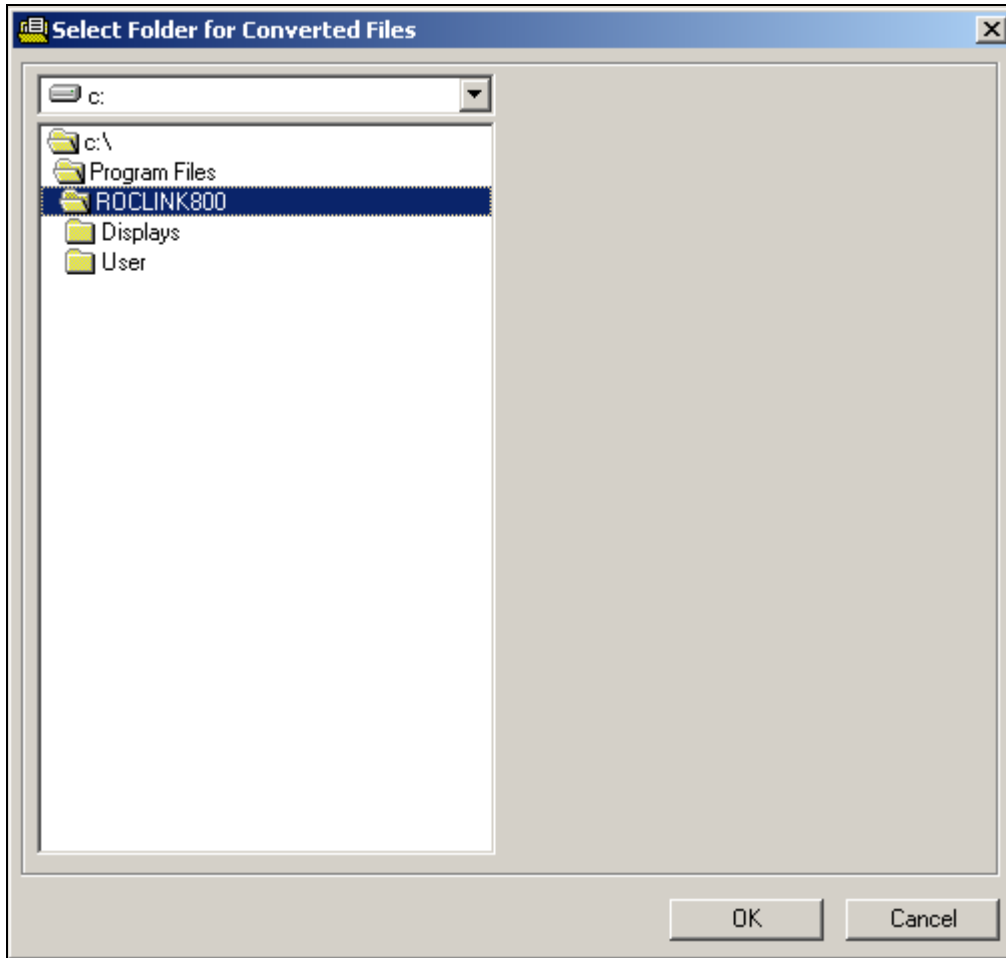 Select Folder for Converted Files
c:
c:\
Program Files
ROCLINK800
Displays
User
OK Cancel